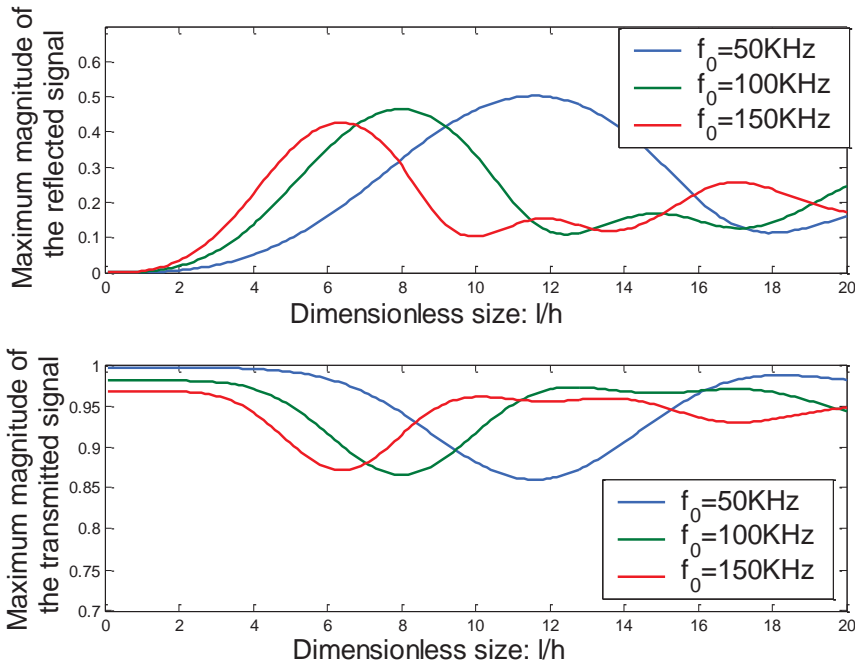 Maximum magnitude of
the reflected signal
0.6
0.5
0.4
0.3
0.2
0.1
0
f₀=50KHz
f₀=100KHz
f₀=150KHz
0 2 4 6 8 10 12 14 16 18 20
Dimensionless size: l/h
Maximum magnitude of
the transmitted signal
1
0.95
0.9
0.85
0.8
0.75
0.7
f₀=50KHz
f₀=100KHz
f₀=150KHz
0 2 4 6 8 10 12 14 16 18 20
Dimensionless size: l/h